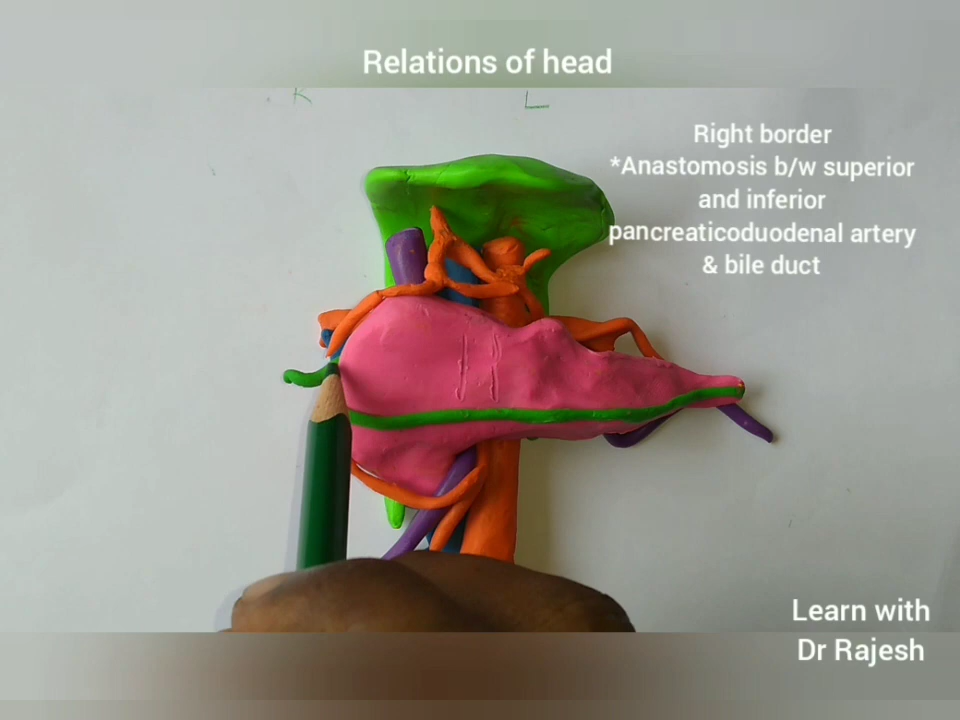 Relations of head
R L
Right border
*Anastomosis b/w superior
and inferior
pancreaticoduodenal artery
& bile duct
Learn with
Dr Rajesh